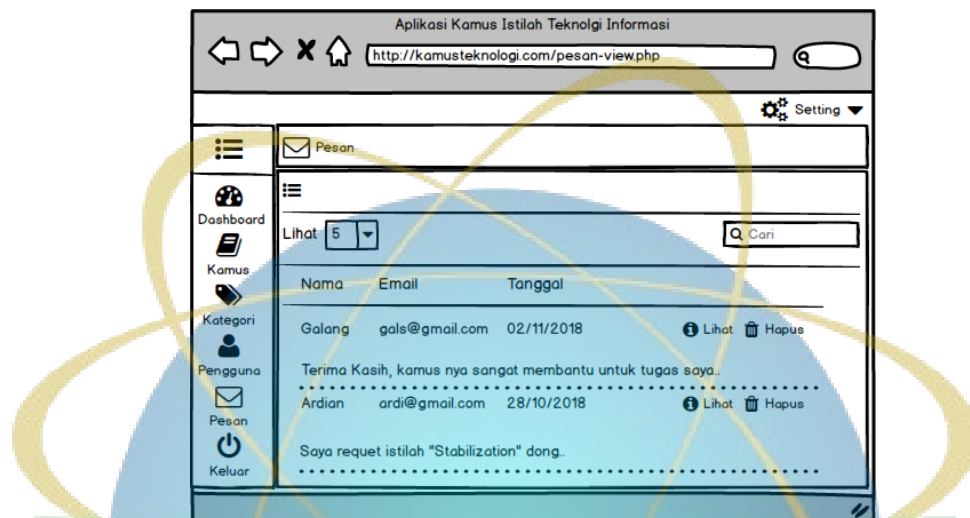 Aplikasi Kamus Istilah Teknolgi Informasi
http://kamusteknologi.com/pesan-view.php
Setting
Pesan
Dashboard
Kamus
Kategori
Pengguna
Pesan
Keluar
Lihat 5
Cari
Nama Email Tanggal
Galang gals@gmail.com 02/11/2018 Lihat Hapus
Terima Kasih, kamus nya sangat membantu untuk tugas saya..
Ardian ardi@gmail.com 28/10/2018 Lihat Hapus
Saya requet istilah "Stabilization" dong..